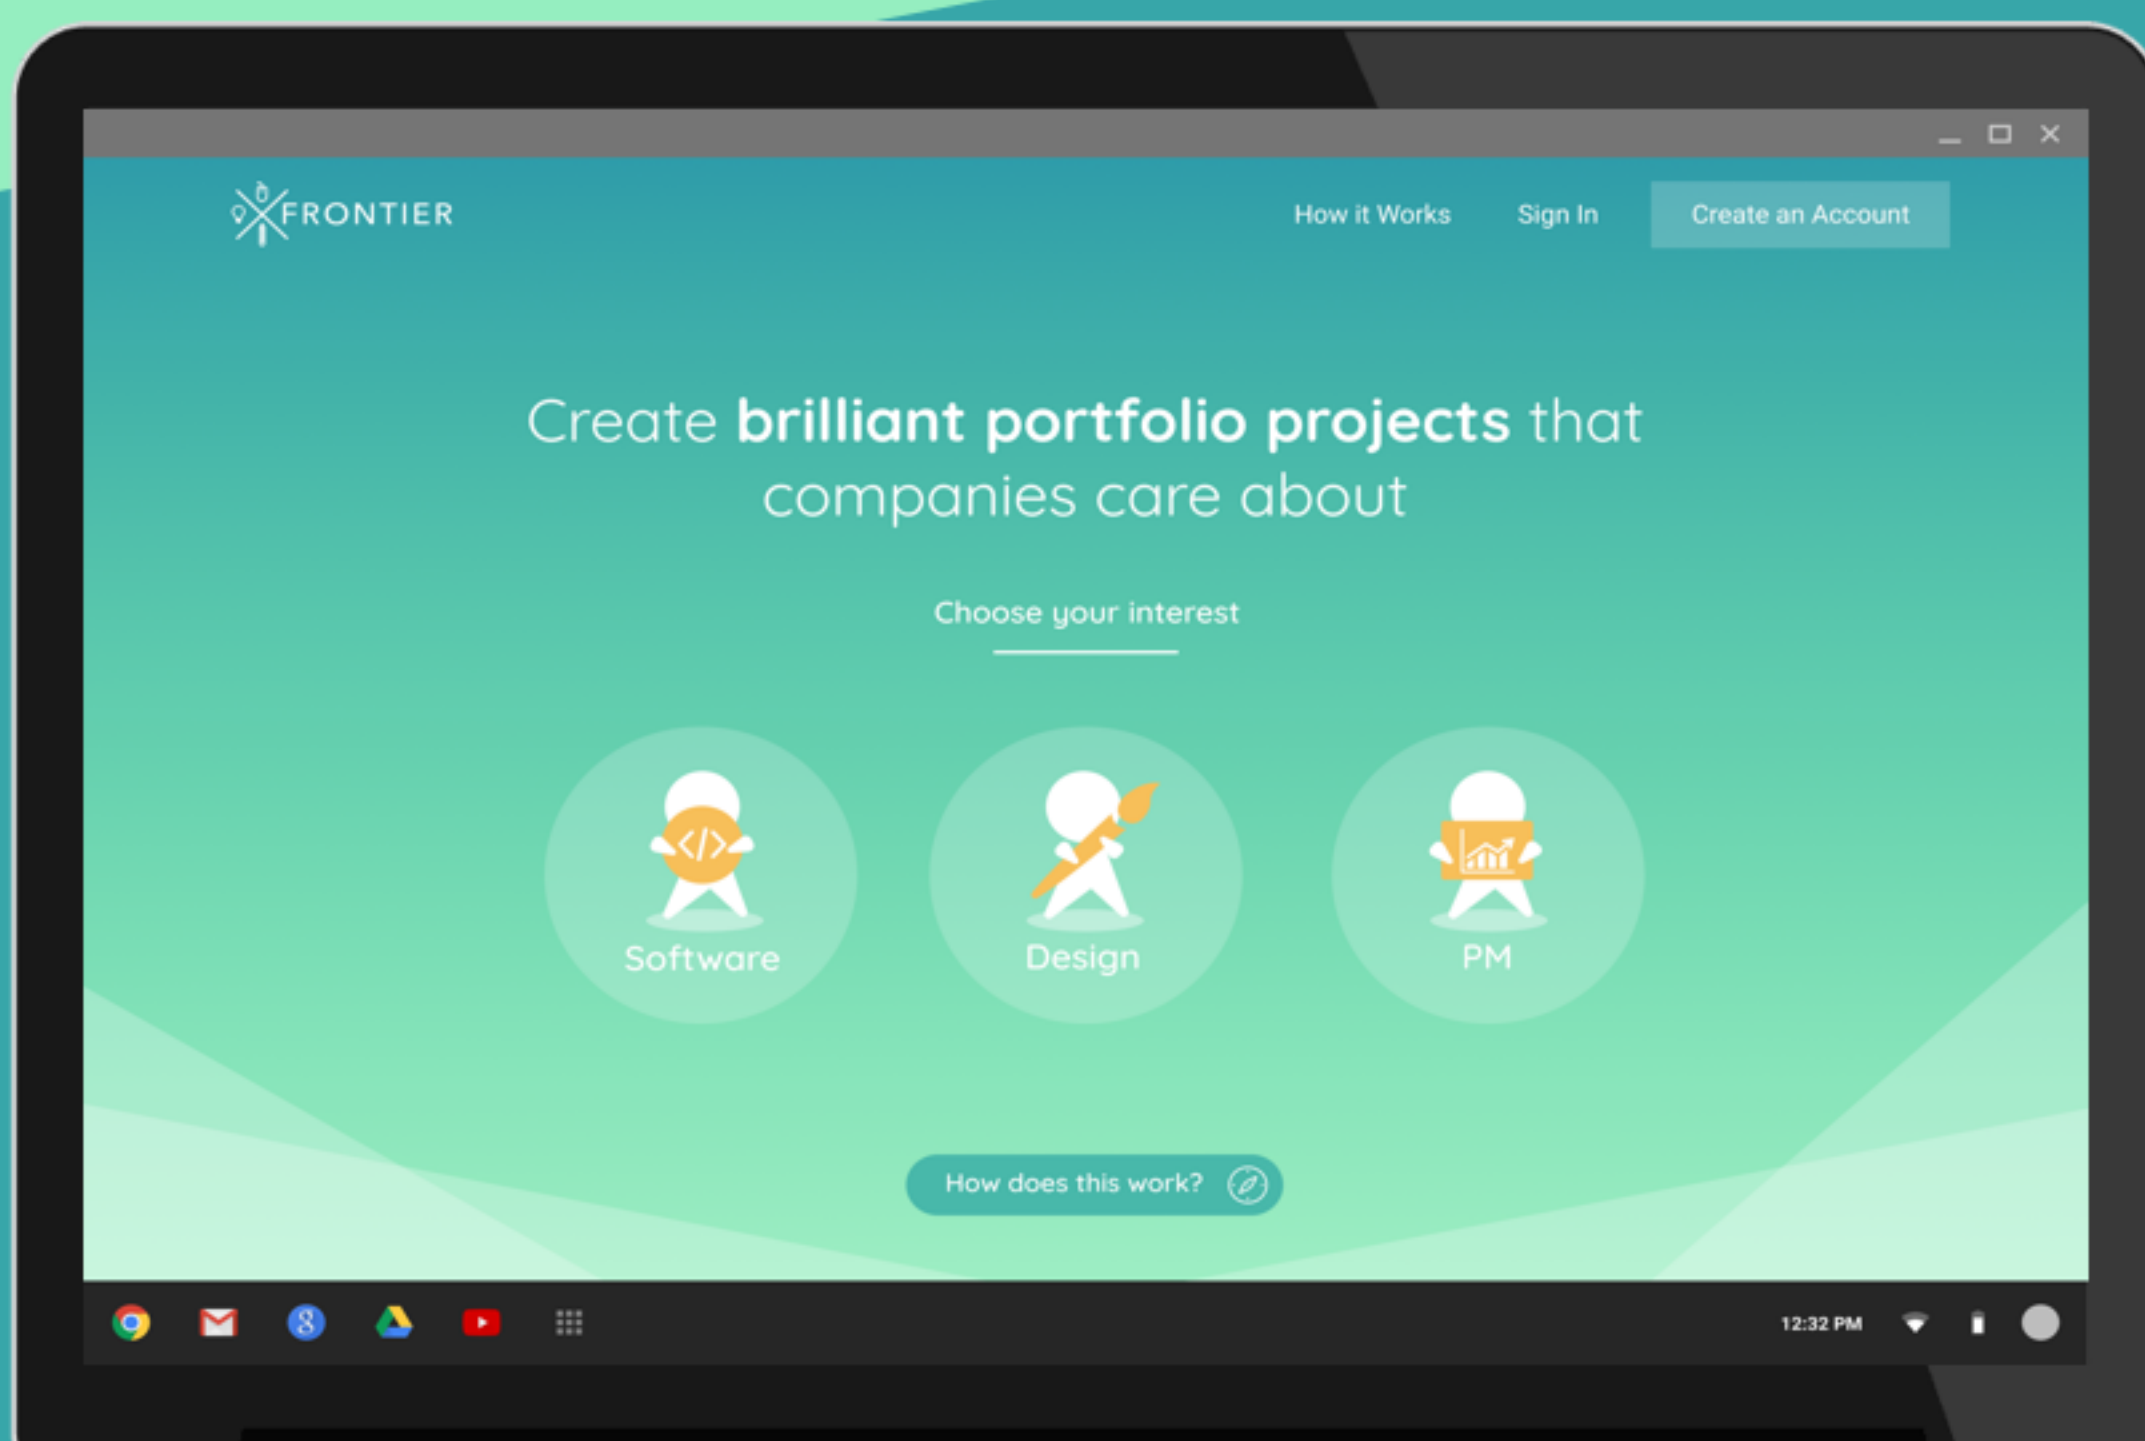 FRONTIER
How it Works
Sign In
Create an Account
Create brilliant portfolio projects that
companies care about
Choose your interest
</>
Software
Design
PM
How does this work?
8
12:32 PM